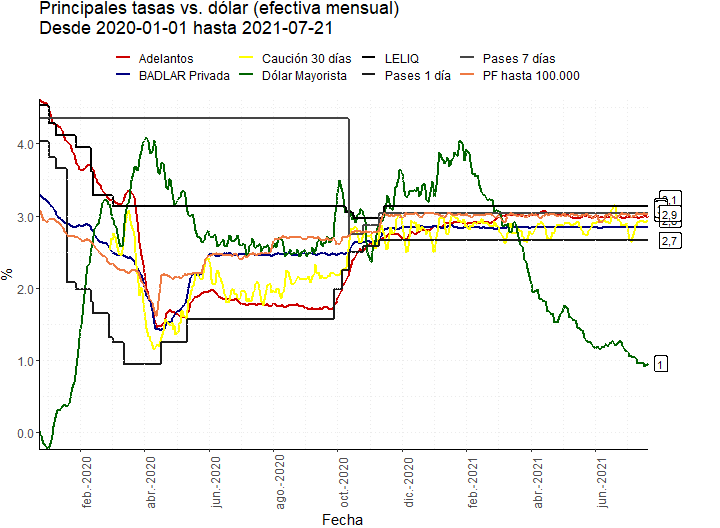 Principales tasas vs. dólar (efectiva mensual)
Desde 2020-01-01 hasta 2021-07-21
Adelantos Caución 30 días LELIQ Pases 7 días
BADLAR Privada Dólar Mayorista Pases 1 día PF hasta 100.000
4.0
3.0
2.0
1.0
0.0
%
2,9
2,7
1
feb.-2020
abr.-2020
jun.-2020
ago.-2020
oct.-2020
dic.-2020
feb.-2021
abr.-2021
jun.-2021
Fecha